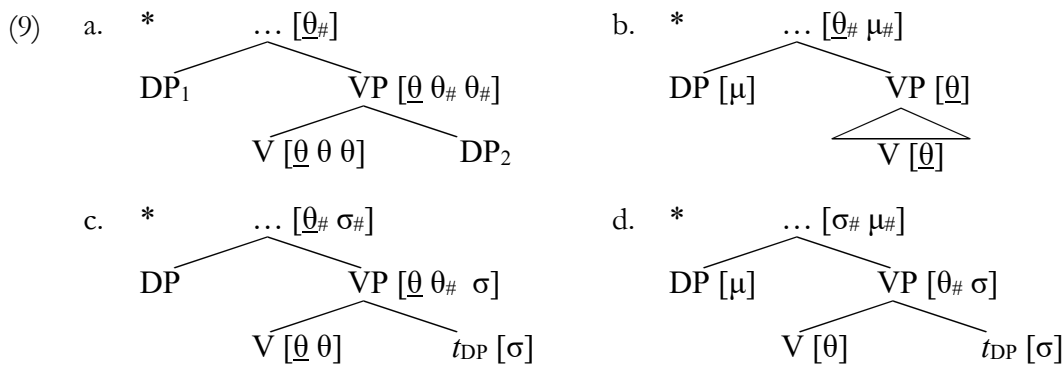 (9) a. * … [θ̲#] b. * … [θ̲# μ#]
DP₁ VP [θ̲ θ# θ#] DP [μ] VP [θ̲]
V [θ̲ θ θ] DP₂ V [θ̲]
c. * … [θ̲# σ#] d. * … [σ# μ#]
DP VP [θ̲ θ# σ] DP [μ] VP [θ# σ]
V [θ̲ θ] tDP [σ] V [θ] tDP [σ]